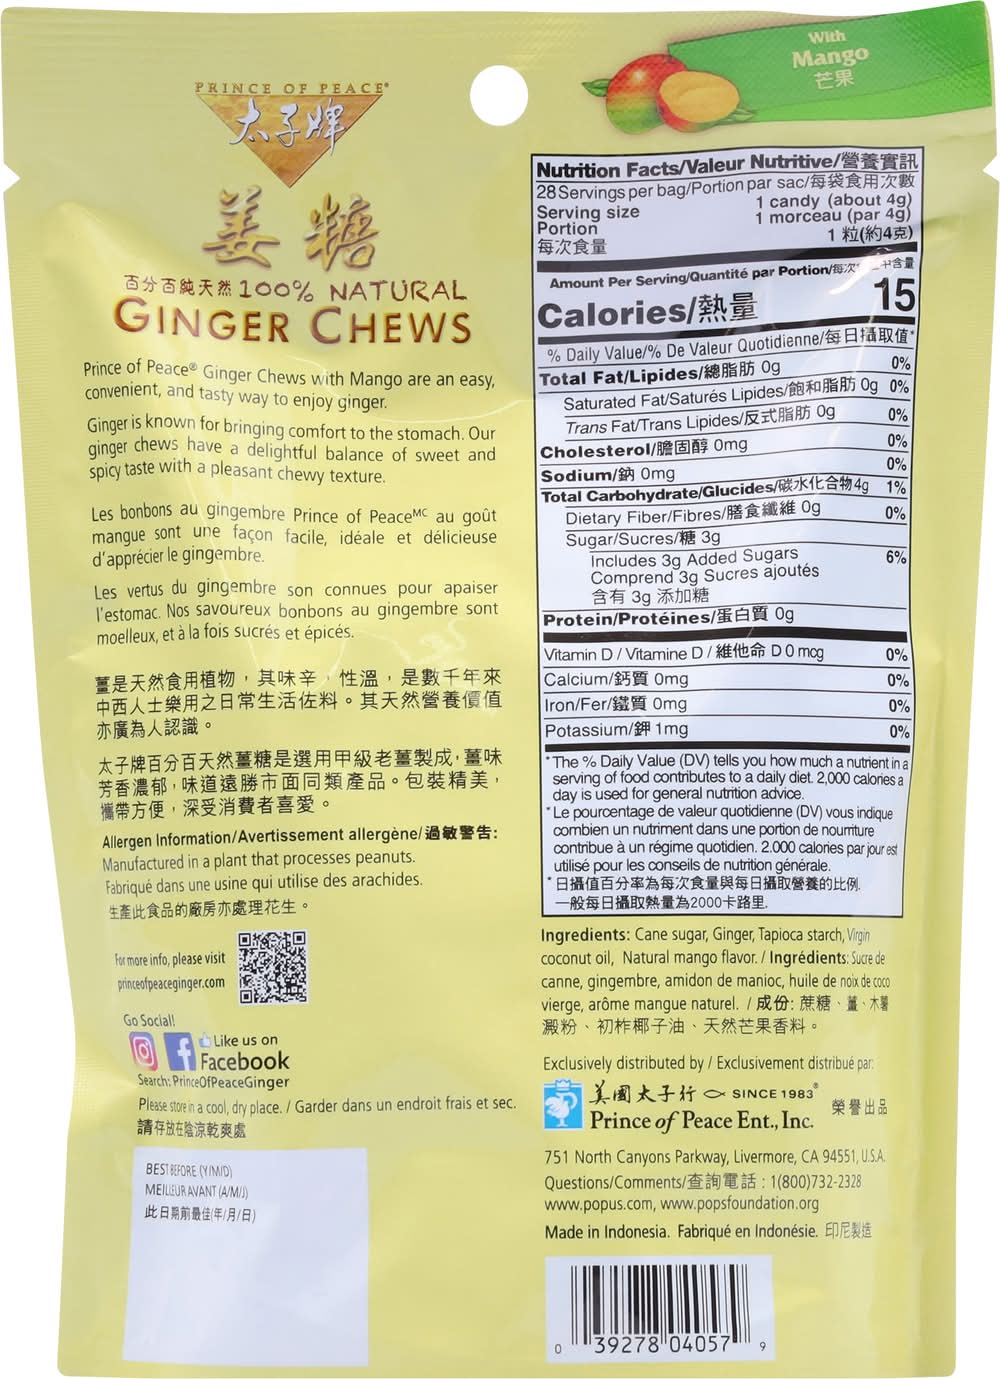 With
Mango
芒果
PRINCE OF PEACE®
太子牌
姜糖
百分百純天然 100% NATURAL
GINGER CHEWS
Prince of Peace® Ginger Chews with Mango are an easy,
convenient, and tasty way to enjoy ginger.
Ginger is known for bringing comfort to the stomach. Our
ginger chews have a delightful balance of sweet and
spicy taste with a pleasant chewy texture.
Les bonbons au gingembre Prince of PeaceMC au goût
mangue sont une façon facile, idéale et délicieuse
d'apprécier le gingembre.
Les vertus du gingembre son connues pour apaiser
l'estomac. Nos savoureux bonbons au gingembre sont
moelleux, et à la fois sucrés et épicés.
薑是天然食用植物，其味辛，性溫，是數千年來
中西人士樂用之日常生活佐料。其天然營養價值
亦廣為人認識。
太子牌百分百天然薑糖是選用甲級老薑製成，薑味
芳香濃郁，味道遠勝市面同類產品。包裝精美，
攜帶方便，深受消費者喜愛。
Allergen Information/Avertissement allergène/過敏警告:
Manufactured in a plant that processes peanuts.
Fabriqué dans une usine qui utilise des arachides.
生產此食品的廠房亦處理花生。
For more info, please visit
princeofpeaceginger.com
Go Social!
Like us on
Facebook
Search: PrinceOfPeaceGinger
Please store in a cool, dry place. / Garder dans un endroit frais et sec.
請存放在陰涼乾爽處
BEST BEFORE (Y/M/D)
MEILLEUR AVANT (A/M/J)
此日期前最佳(年/月/日)
Nutrition Facts/Valeur Nutritive/營養實訊
28 Servings per bag/Portion par sac/每袋食用次數
Serving size 1 candy (about 4g)
Portion 1 morceau (par 4g)
每次食量 1 粒(約4克)
Amount Per Serving/Quantité par Portion/每次 中含量
Calories/熱量 15
% Daily Value/% De Valeur Quotidienne/每日攝取值*
Total Fat/Lipides/總脂肪 0g 0%
Saturated Fat/Saturés Lipides/飽和脂肪 0g 0%
Trans Fat/Trans Lipides/反式脂肪 0g 0%
Cholesterol/膽固醇 0mg 0%
Sodium/鈉 0mg 0%
Total Carbohydrate/Glucides/碳水化合物 4g 1%
Dietary Fiber/Fibres/膳食纖維 0g 0%
Sugar/Sucres/糖 3g
Includes 3g Added Sugars 6%
Comprend 3g Sucres ajoutés
含有 3g 添加糖
Protein/Protéines/蛋白質 0g
Vitamin D / Vitamine D / 維他命 D 0 mcg 0%
Calcium/鈣質 0mg 0%
Iron/Fer/鐵質 0mg 0%
Potassium/鉀 1mg 0%
*The % Daily Value (DV) tells you how much a nutrient in a
serving of food contributes to a daily diet. 2,000 calories a
day is used for general nutrition advice.
*Le pourcentage de valeur quotidienne (DV) vous indique
combien un nutriment dans une portion de nourriture
contribue à un régime quotidien. 2.000 calories par jour est
utilisé pour les conseils de nutrition générale.
*日攝值百分率為每次食量與每日攝取營養的比例.
一般每日攝取熱量為2000卡路里.
Ingredients: Cane sugar, Ginger, Tapioca starch, Virgin
coconut oil, Natural mango flavor. / Ingrédients: Sucre de
canne, gingembre, amidon de manioc, huile de noix de coco
vierge, arôme mangue naturel. / 成份: 蔗糖、薑、木薯
澱粉、初柞椰子油、天然芒果香料。
Exclusively distributed by / Exclusivement distribué par:
美國太子行 SINCE 1983®
Prince of Peace Ent., Inc. 榮譽出品
751 North Canyons Parkway, Livermore, CA 94551, U.S.A.
Questions/Comments/查詢電話 : 1(800)732-2328
www.popus.com, www.popsfoundation.org
Made in Indonesia. Fabriqué en Indonésie. 印尼製造
0 39278 04057 9